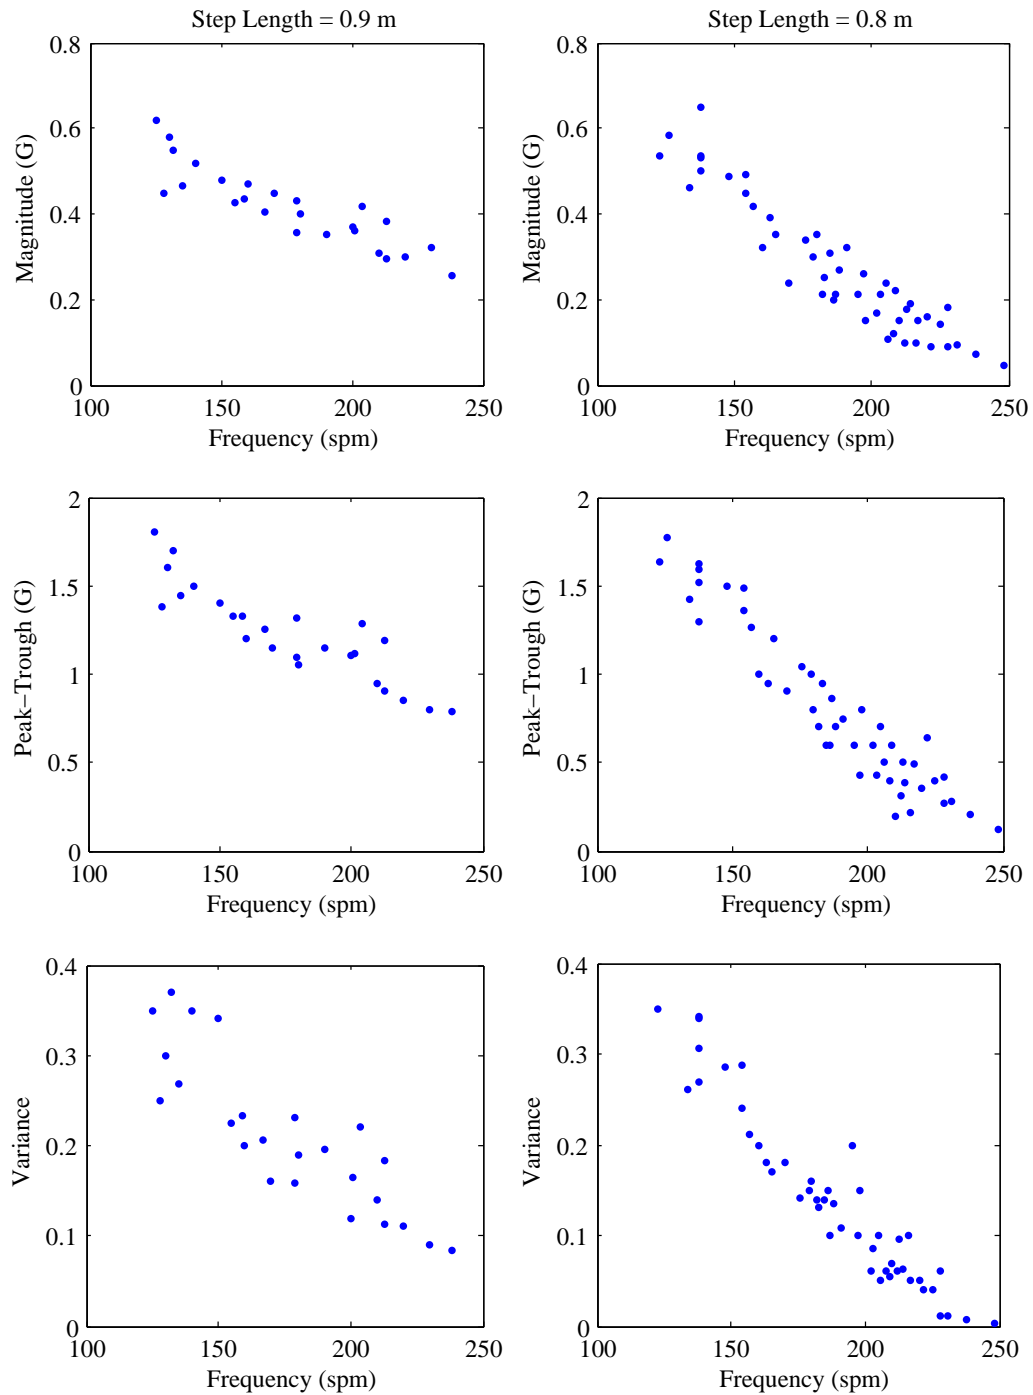 Step Length = 0.9 m
Step Length = 0.8 m
0.8
0.6
0.4
0.2
0
Magnitude (G)
100 150 200 250
Frequency (spm)
0.8
0.6
0.4
0.2
0
Magnitude (G)
100 150 200 250
Frequency (spm)
2
1.5
1
0.5
0
Peak−Trough (G)
100 150 200 250
Frequency (spm)
2
1.5
1
0.5
0
Peak−Trough (G)
100 150 200 250
Frequency (spm)
0.4
0.3
0.2
0.1
0
Variance
100 150 200 250
Frequency (spm)
0.4
0.3
0.2
0.1
0
Variance
100 150 200 250
Frequency (spm)